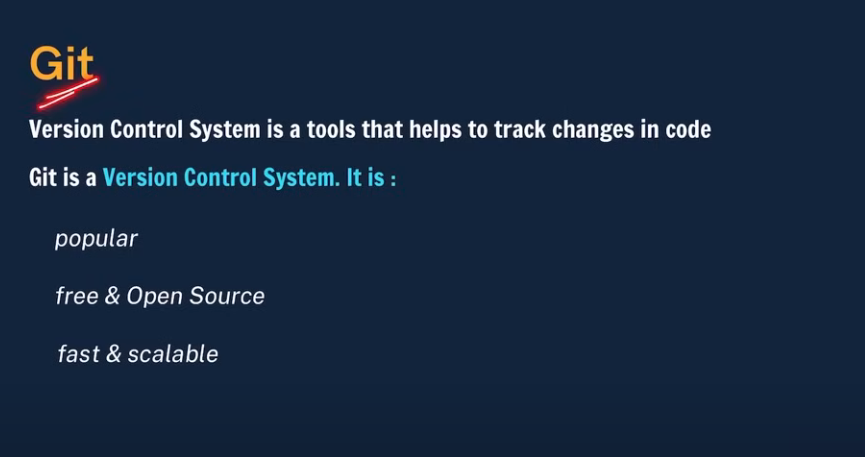 Git
Version Control System is a tools that helps to track changes in code
Git is a Version Control System. It is :
popular
free & Open Source
fast & scalable